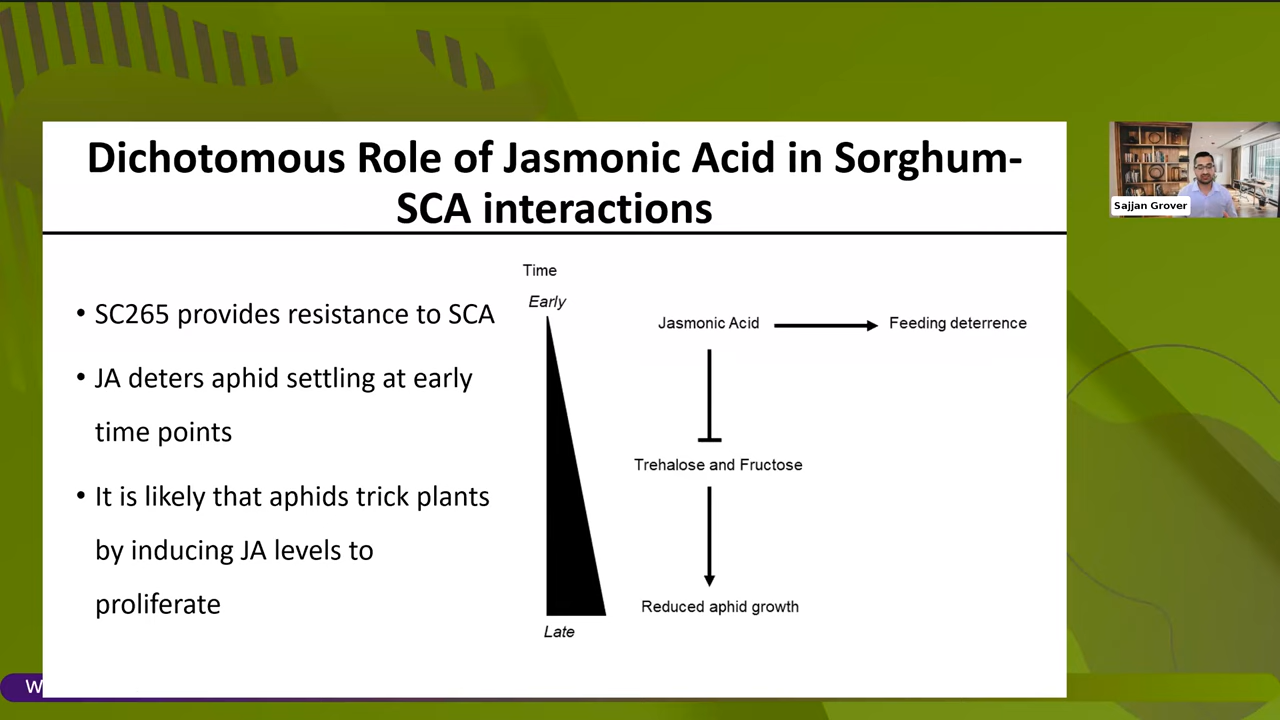 Dichotomous Role of Jasmonic Acid in Sorghum-
SCA interactions
• SC265 provides resistance to SCA
• JA deters aphid settling at early
time points
• It is likely that aphids trick plants
by inducing JA levels to
proliferate
Time
Early
Jasmonic Acid
Feeding deterrence
Trehalose and Fructose
Reduced aphid growth
Late
Sajjan Grover
W